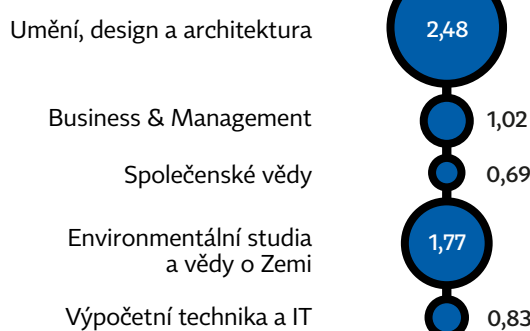 Umění, design a architektura 2,48
Business & Management 1,02
Společenské vědy 0,69
Environmentální studia
a vědy o Zemi 1,77
Výpočetní technika a IT 0,83